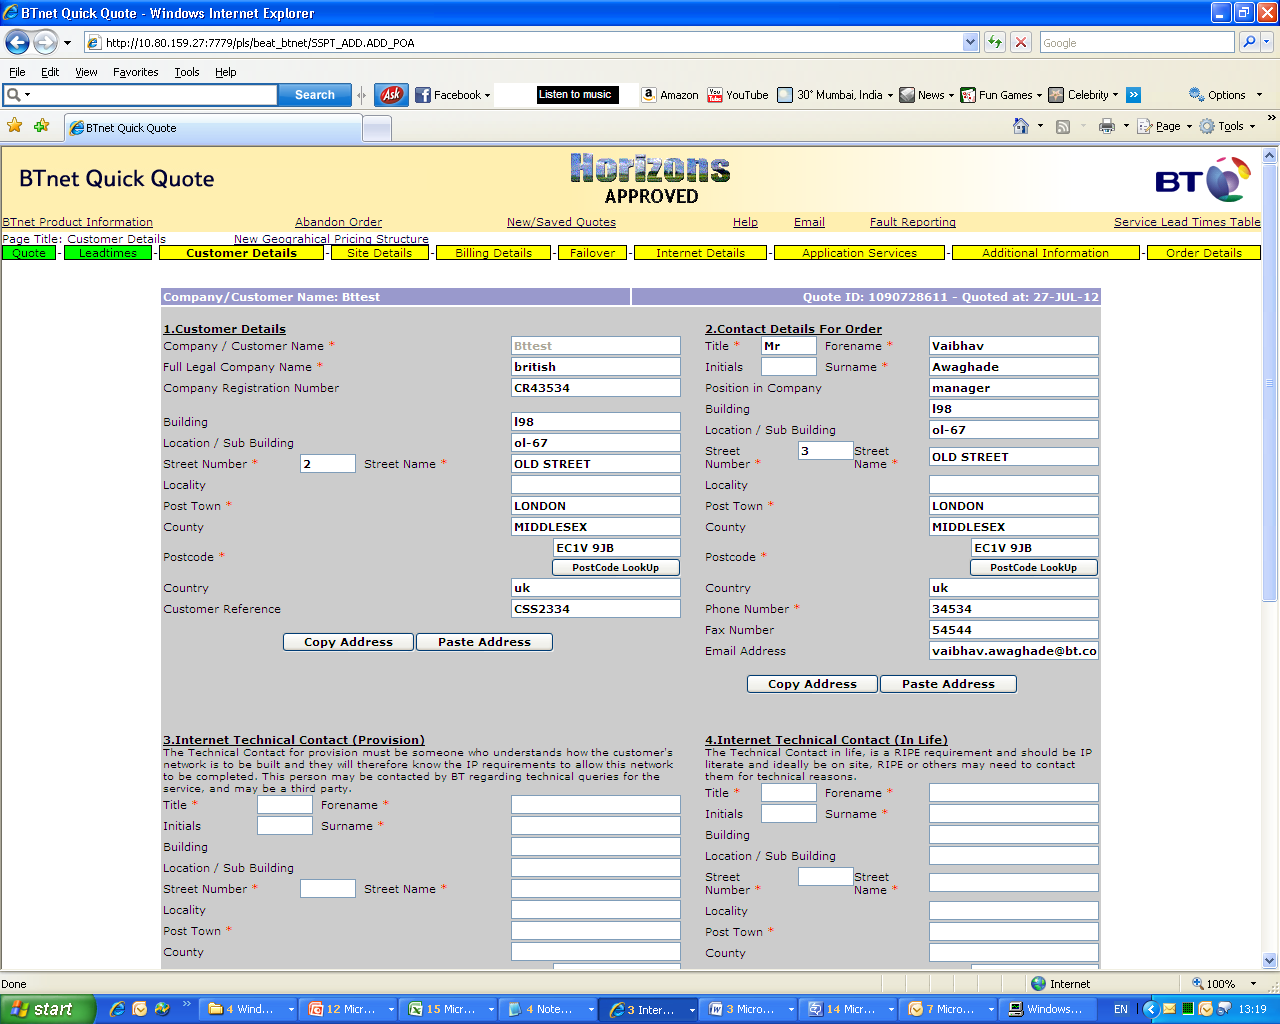 BTnet Quick Quote - Windows Internet Explorer
http://10.80.159.27:7779/pls/beat_btnet/SSPT_ADD.ADD_POA
Google
File Edit View Favorites Tools Help
Search Ask Facebook Listen to music Amazon YouTube 30° Mumbai, India News Fun Games Celebrity Options
BTnet Quick Quote Page Tools
BTnet Quick Quote
Horizons
APPROVED
BT
BTnet Product Information Abandon Order New/Saved Quotes Help Email Fault Reporting Service Lead Times Table
Page Title: Customer Details New Geograhical Pricing Structure
Quote - Leadtimes - Customer Details - Site Details - Billing Details - Failover - Internet Details - Application Services - Additional Information - Order Details
Company/Customer Name: Bttest Quote ID: 1090728611 - Quoted at: 27-JUL-12
1.Customer Details
Company / Customer Name * Bttest
Full Legal Company Name * british
Company Registration Number CR43534
Building l98
Location / Sub Building ol-67
Street Number * 2 Street Name * OLD STREET
Locality
Post Town * LONDON
County MIDDLESEX
Postcode * EC1V 9JB
PostCode LookUp
Country uk
Customer Reference CSS2334
Copy Address Paste Address
2.Contact Details For Order
Title * Mr Forename * Vaibhav
Initials Surname * Awaghade
Position in Company manager
Building l98
Location / Sub Building ol-67
Street Number * 3 Street Name * OLD STREET
Locality
Post Town * LONDON
County MIDDLESEX
Postcode * EC1V 9JB
PostCode LookUp
Country uk
Phone Number * 34534
Fax Number 54544
Email Address vaibhav.awaghade@bt.co
Copy Address Paste Address
3.Internet Technical Contact (Provision)
The Technical Contact for provision must be someone who understands how the customer's
network is to be built and they will therefore know the IP requirements to allow this network
to be completed. This person may be contacted by BT regarding technical queries for the
service, and may be a third party.
Title * Forename *
Initials Surname *
Building
Location / Sub Building
Street Number * Street Name *
Locality
Post Town *
County
4.Internet Technical Contact (In Life)
The Technical Contact in life, is a RIPE requirement and should be IP
literate and ideally be on site, RIPE or others may need to contact
them for technical reasons.
Title * Forename *
Initials Surname *
Building
Location / Sub Building
Street Number * Street Name *
Locality
Post Town *
County
Done Internet 100%
start 4 Wind... 12 Micr... 15 Micr... 4 Note... 3 Inter... 3 Micro... 14 Micr... 7 Micro... Windows... EN 13:19